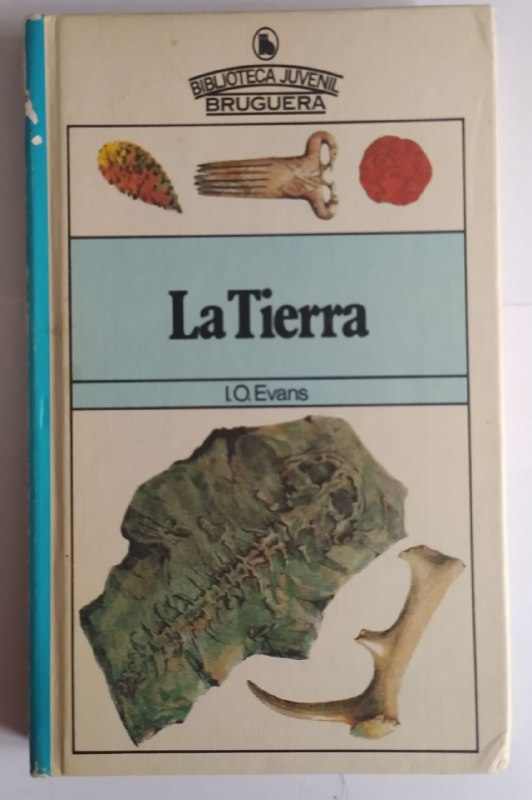 BIBLIOTECA JUVENIL
BRUGUERA
La Tierra
I.O. Evans